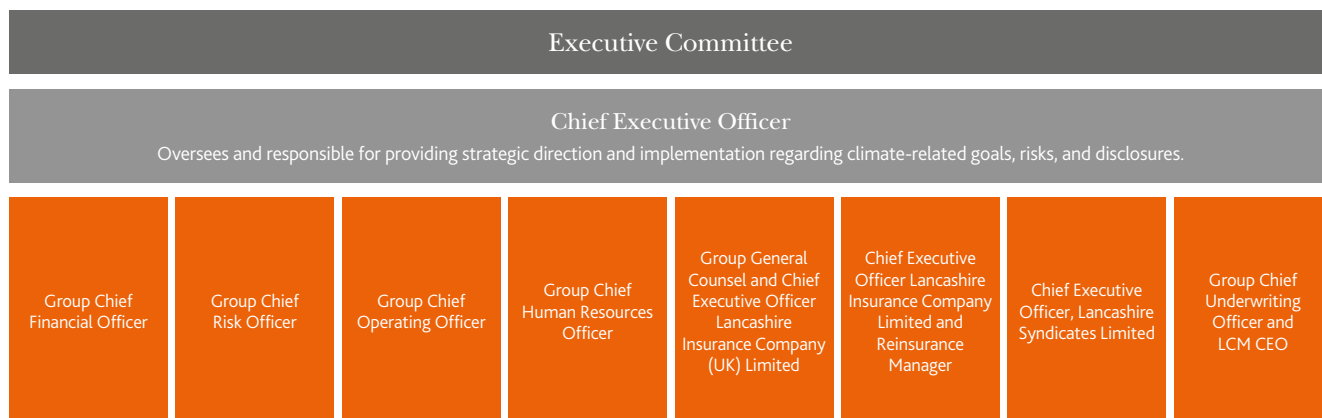 Executive Committee
Chief Executive Officer
Oversees and responsible for providing strategic direction and implementation regarding climate-related goals, risks, and disclosures.
Group Chief
Financial Officer
Group Chief
Risk Officer
Group Chief
Operating Officer
Group Chief
Human Resources
Officer
Group General
Counsel and Chief
Executive Officer
Lancashire
Insurance Company
(UK) Limited
Chief Executive
Officer Lancashire
Insurance Company
Limited and
Reinsurance
Manager
Chief Executive
Officer, Lancashire
Syndicates Limited
Group Chief
Underwriting
Officer and
LCM CEO